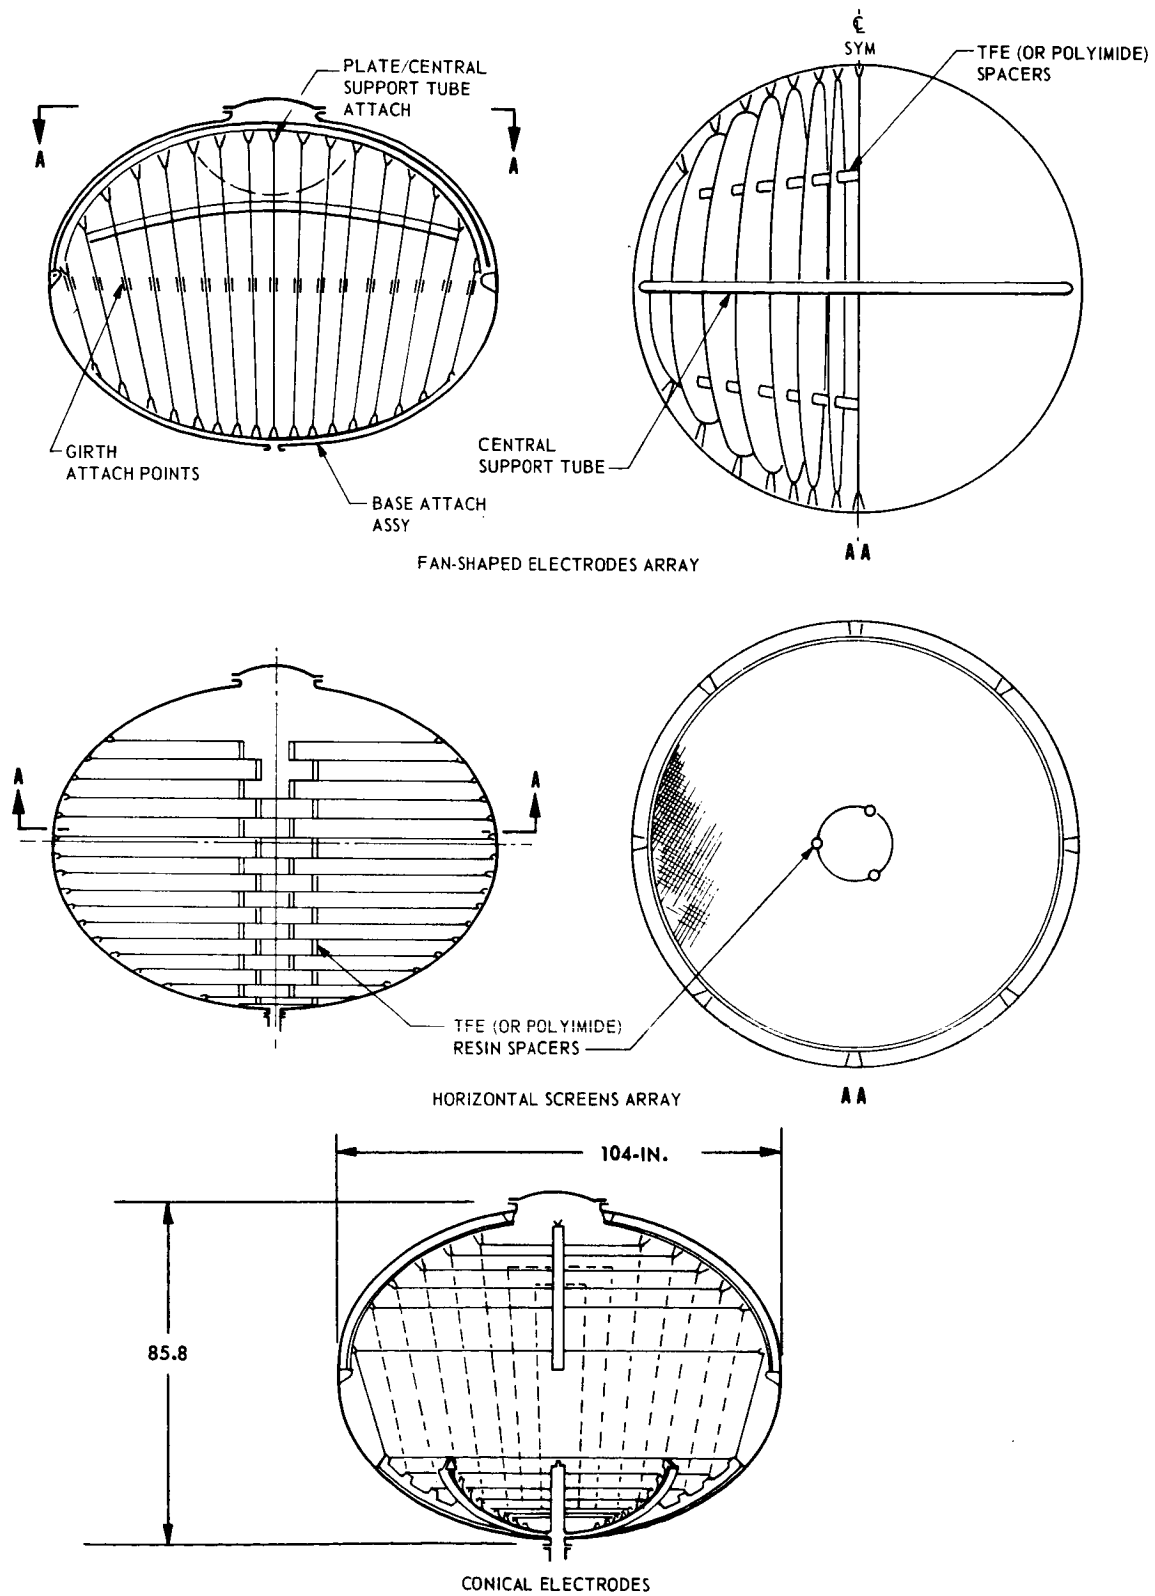 ℄
SYM
PLATE/CENTRAL
SUPPORT TUBE
ATTACH
TFE (OR POLYIMIDE)
SPACERS
A
A
GIRTH
ATTACH POINTS
CENTRAL
SUPPORT TUBE
BASE ATTACH
ASSY
A A
FAN-SHAPED ELECTRODES ARRAY
A
A
TFE (OR POLYIMIDE)
RESIN SPACERS
HORIZONTAL SCREENS ARRAY
A A
104-IN.
85.8
CONICAL ELECTRODES